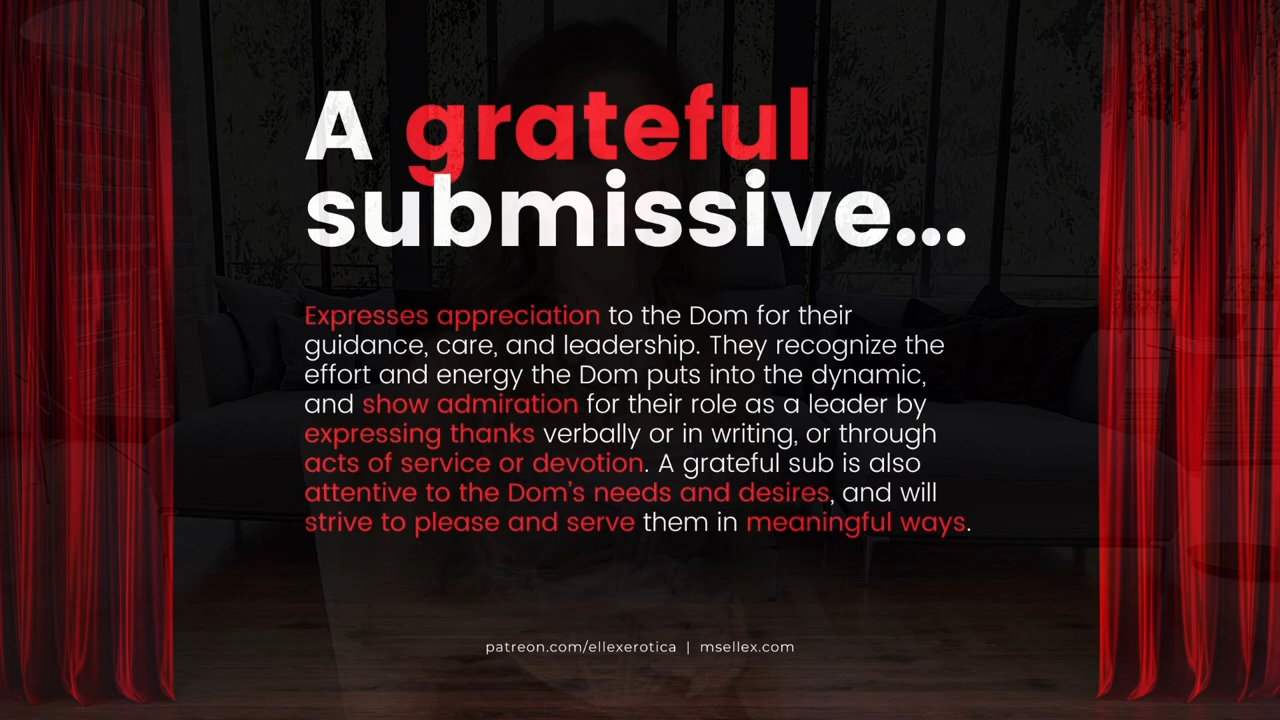 A grateful
submissive...
Expresses appreciation to the Dom for their
guidance, care, and leadership. They recognize the
effort and energy the Dom puts into the dynamic,
and show admiration for their role as a leader by
expressing thanks verbally or in writing, or through
acts of service or devotion. A grateful sub is also
attentive to the Dom's needs and desires, and will
strive to please and serve them in meaningful ways.
patreon.com/ellexerotica | msellex.com